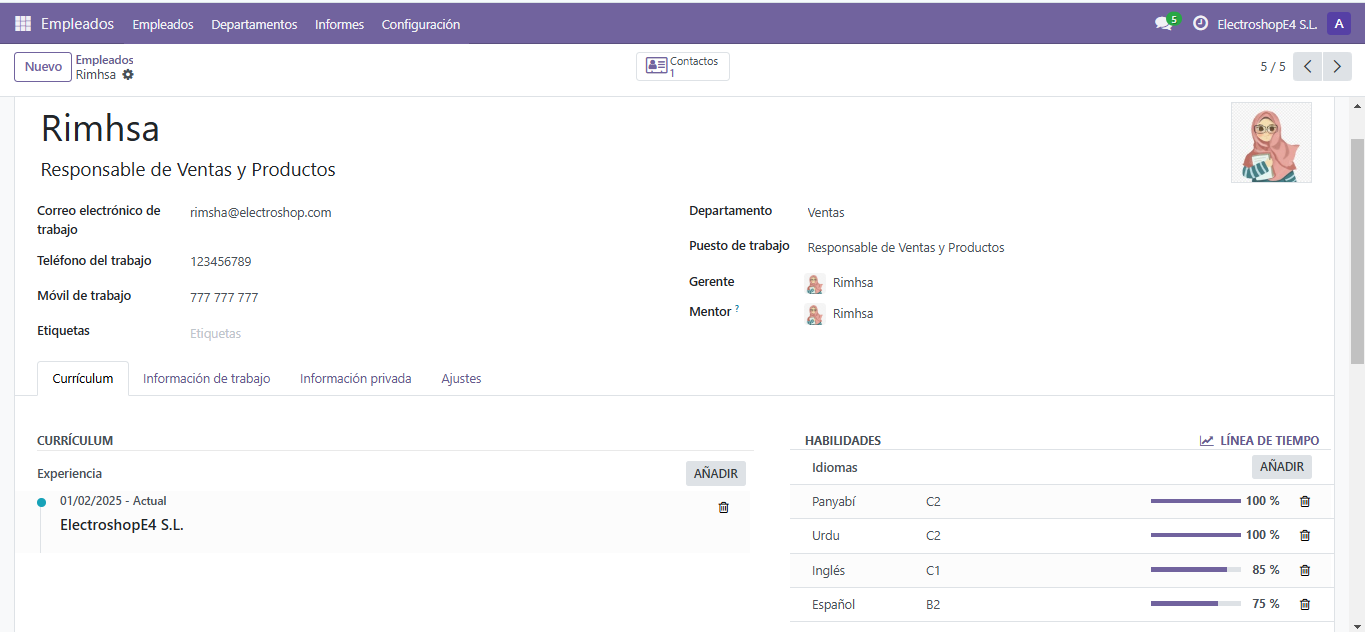 Empleados Empleados Departamentos Informes Configuración 5 ElectroshopE4 S.L. A
Nuevo Empleados Contactos
Rimhsa 1 5 / 5
Rimhsa
Responsable de Ventas y Productos
Correo electrónico de rimsha@electroshop.com Departamento Ventas
trabajo
Puesto de trabajo Responsable de Ventas y Productos
Teléfono del trabajo 123456789
Gerente Rimhsa
Móvil de trabajo 777 777 777
Mentor ? Rimhsa
Etiquetas Etiquetas
Currículum Información de trabajo Información privada Ajustes
CURRÍCULUM HABILIDADES LÍNEA DE TIEMPO
Experiencia AÑADIR Idiomas AÑADIR
01/02/2025 - Actual Panyabí C2 100 %
ElectroshopE4 S.L.
Urdu C2 100 %
Inglés C1 85 %
Español B2 75 %